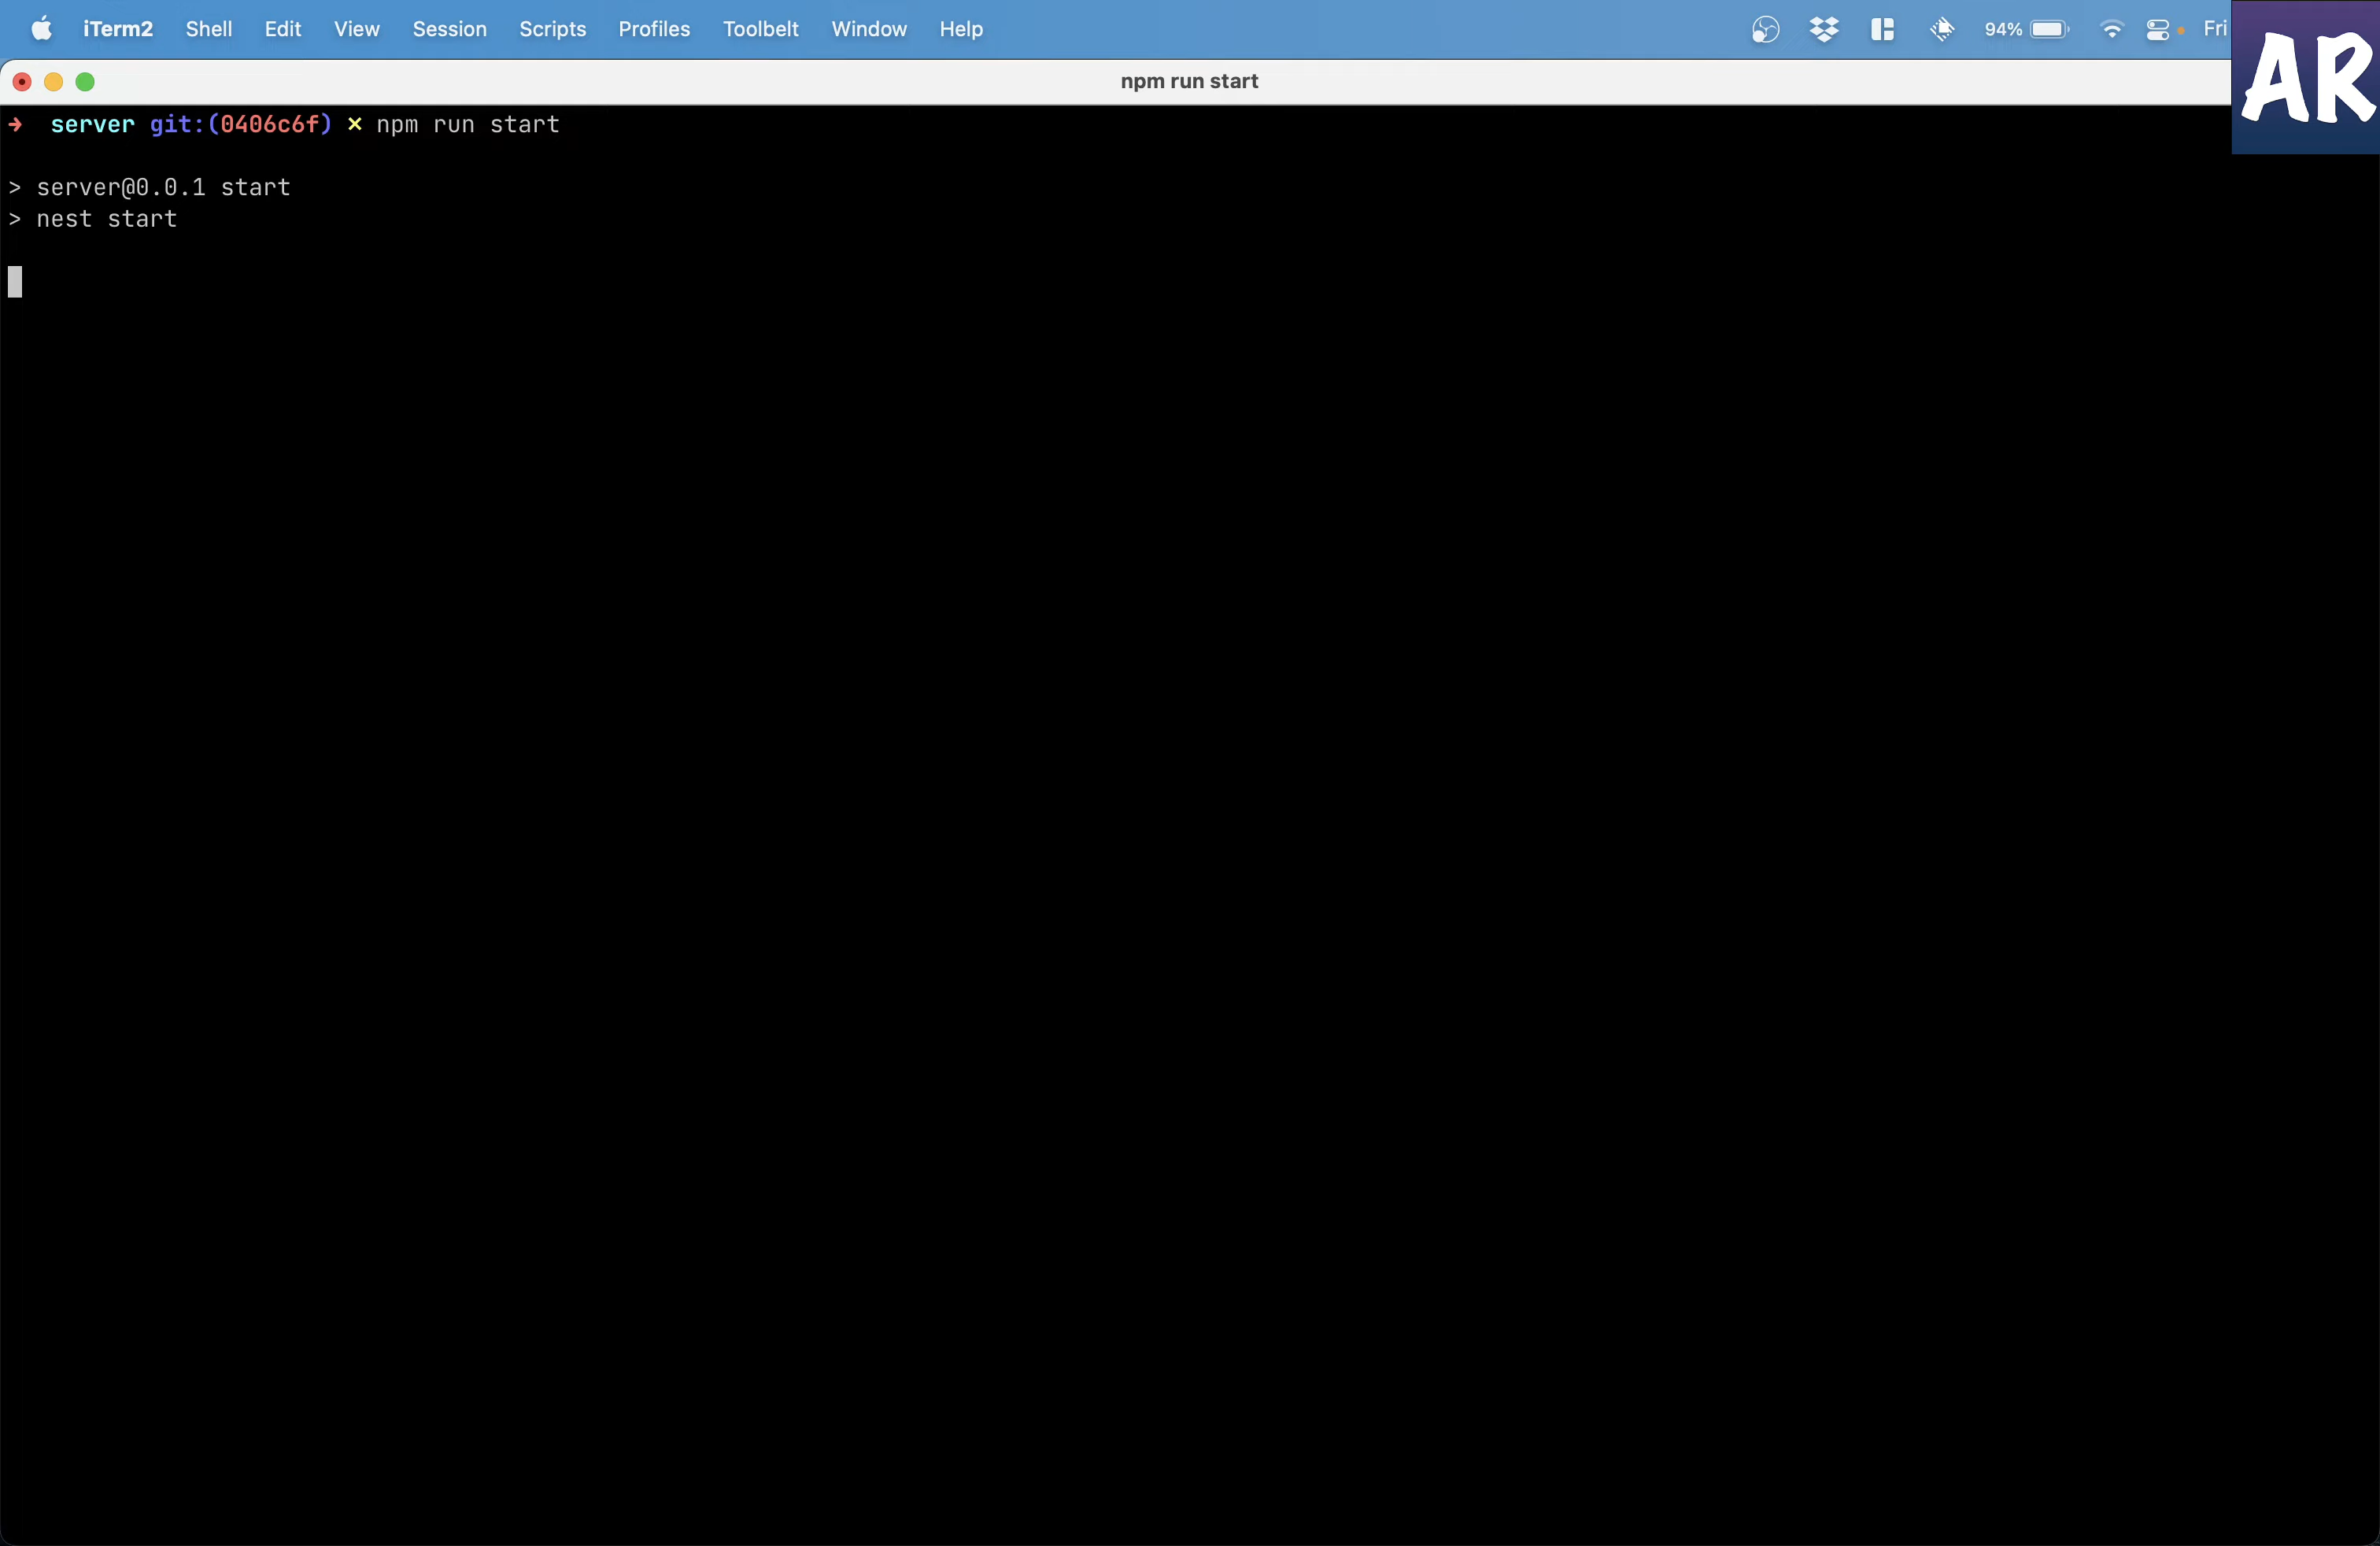 iTerm2 Shell Edit View Session Scripts Profiles Toolbelt Window Help 94% Fri
AR
npm run start
→ server git:(0406c6f) × npm run start
> server@0.0.1 start
> nest start